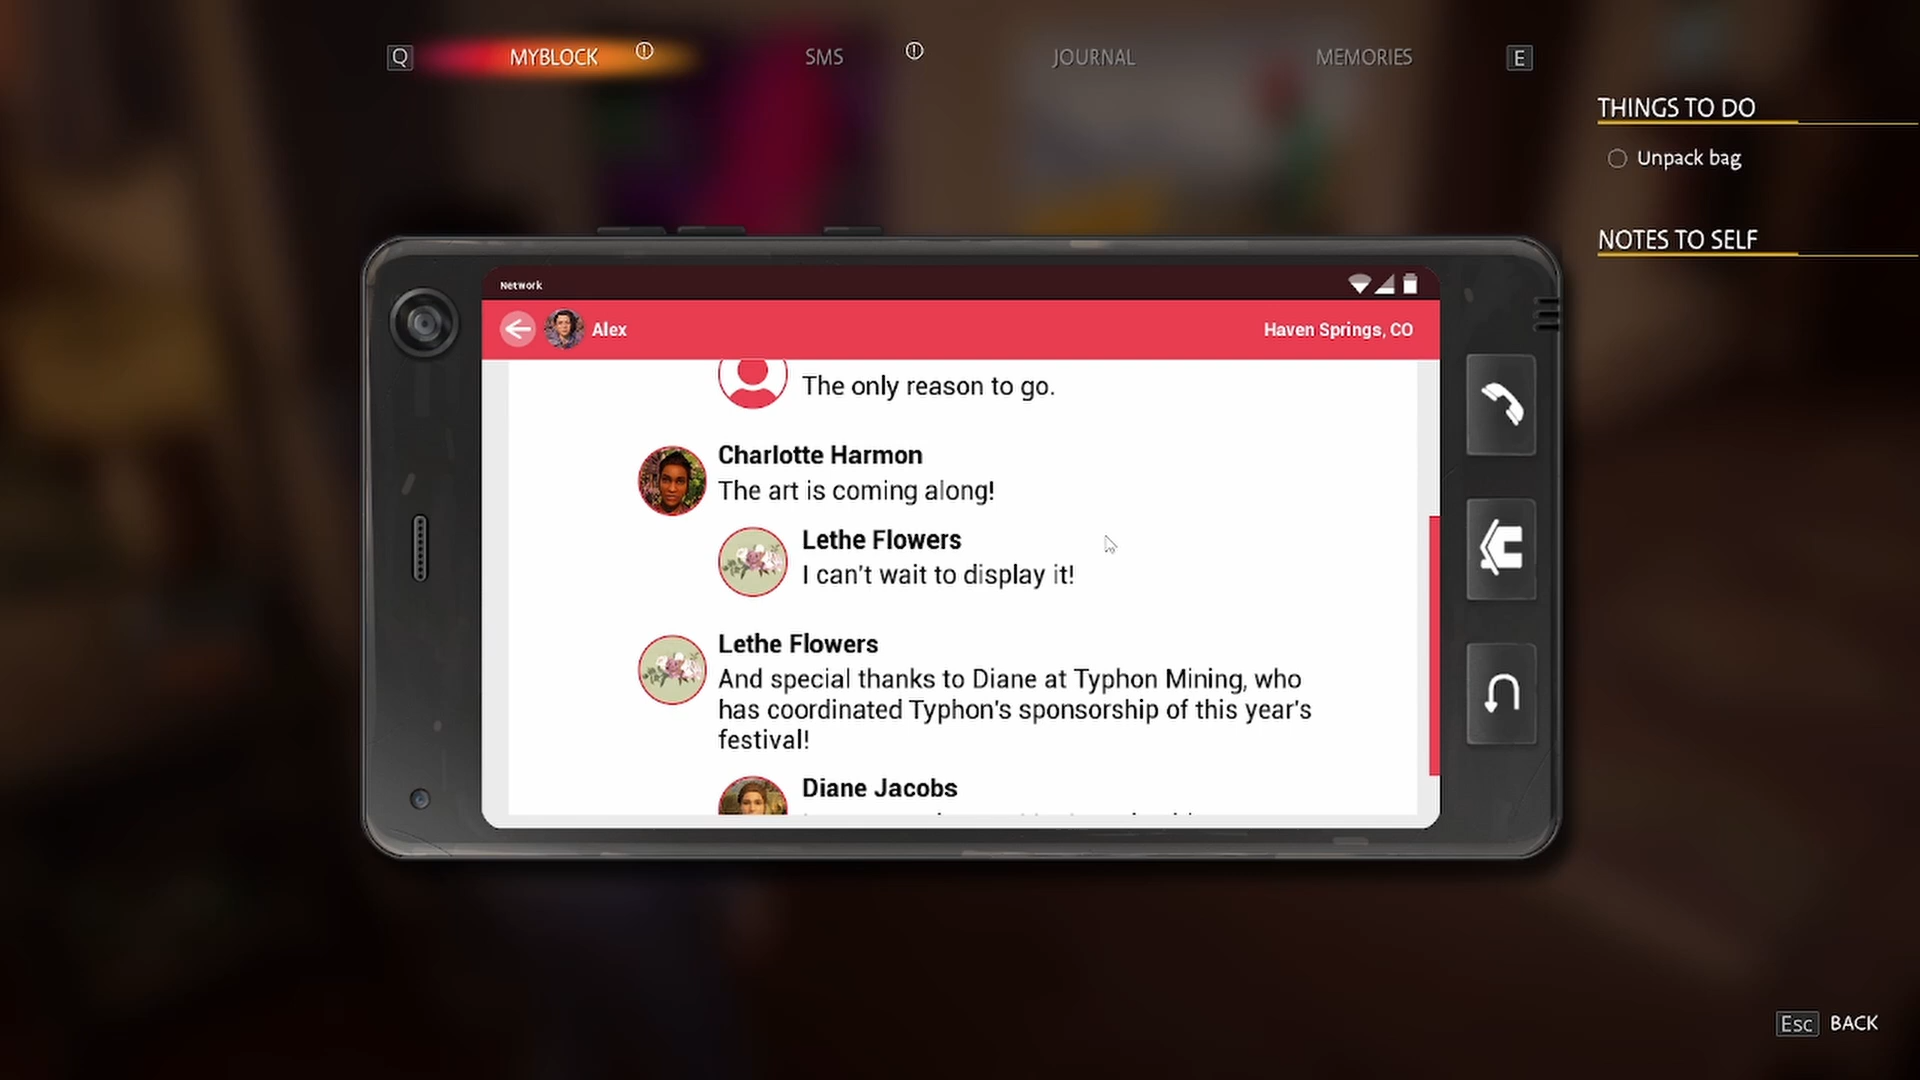 Q
MYBLOCK
SMS
JOURNAL
MEMORIES
E
THINGS TO DO
Unpack bag
NOTES TO SELF
Network
Alex
Haven Springs, CO
The only reason to go.
Charlotte Harmon
The art is coming along!
Lethe Flowers
I can't wait to display it!
Lethe Flowers
And special thanks to Diane at Typhon Mining, who
has coordinated Typhon's sponsorship of this year's
festival!
Diane Jacobs
Esc BACK